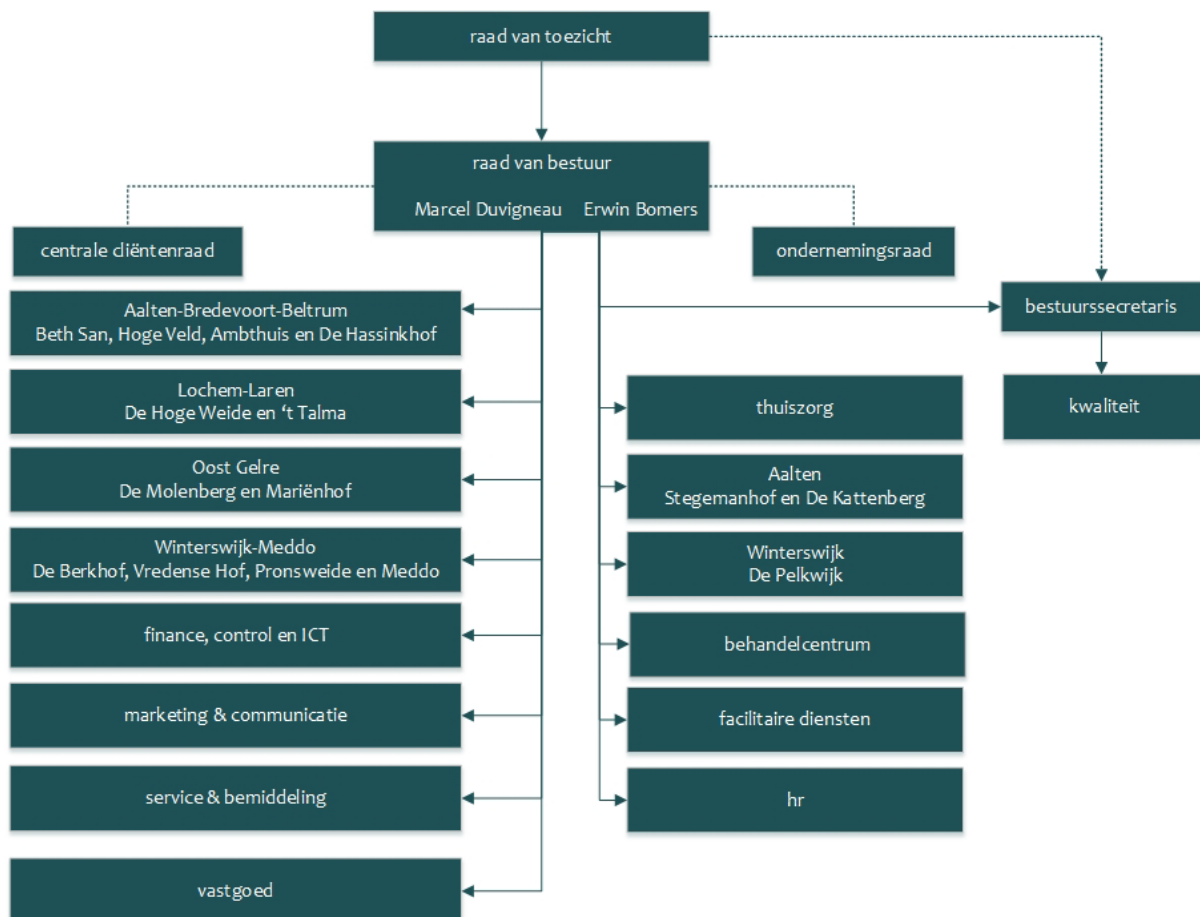 raad van toezicht
raad van bestuur
Marcel Duvigneau Erwin Bomers
centrale cliëntenraad
ondernemingsraad
Aalten-Bredevoort-Beltrum
Beth San, Hoge Veld, Ambthuis en De Hassinkhof
bestuurssecretaris
Lochem-Laren
De Hoge Weide en ‘t Talma
thuiszorg
kwaliteit
Oost Gelre
De Molenberg en Mariënhof
Aalten
Stegemanhof en De Kattenberg
Winterswijk-Meddo
De Berkhof, Vredense Hof, Pronsweide en Meddo
Winterswijk
De Pelkwijk
finance, control en ICT
behandelcentrum
marketing & communicatie
facilitaire diensten
service & bemiddeling
hr
vastgoed